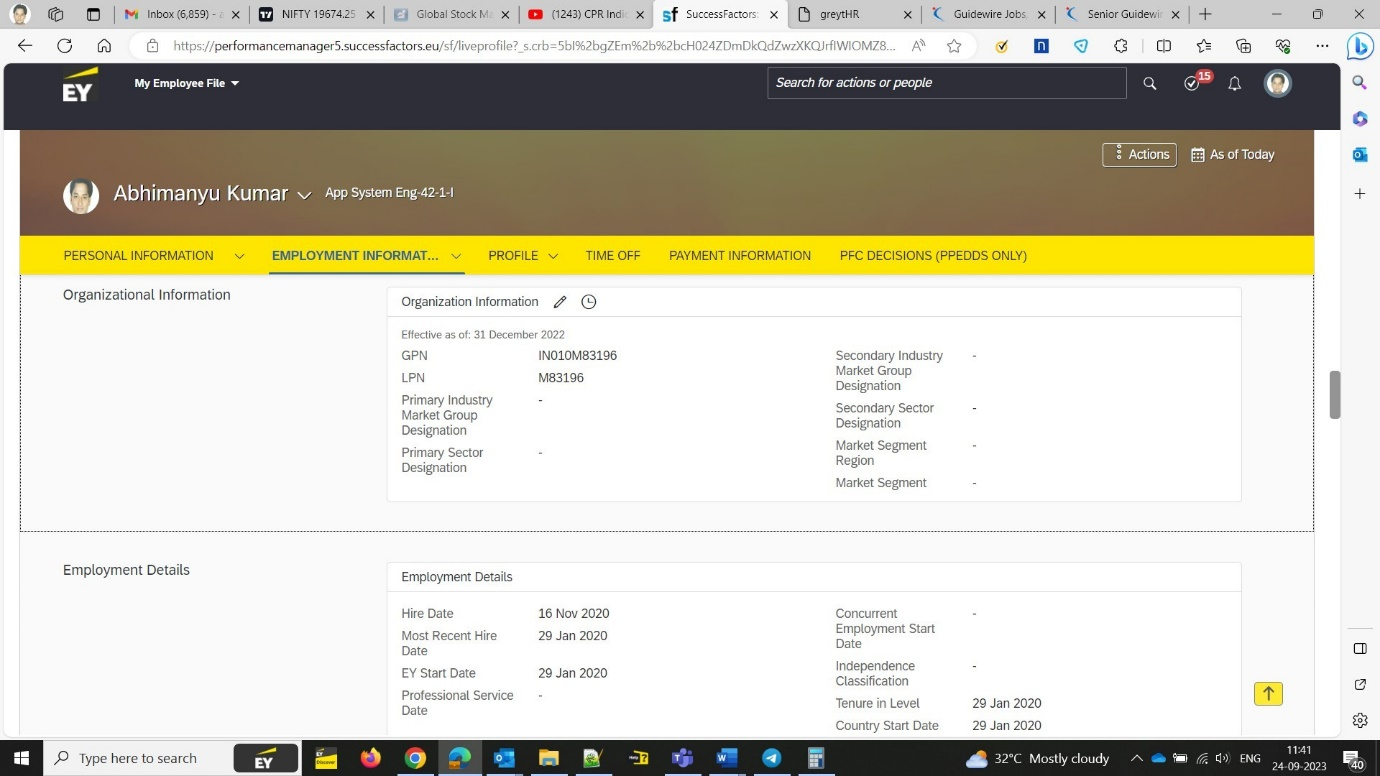 Inbox (6,859) - a
NIFTY 19674.25
Global Stock Ma
(1243) CPR Indic
SuccessFactors:
greytHR
Guidewire Jobs,
Senior Guidewir
https://performancemanager5.successfactors.eu/sf/liveprofile?_s.crb=5bl%2bgZEm%2b%2bcH024ZDmDkQdZwzXKQJrflWIOMZ8...
EY
My Employee File
Search for actions or people
15
Actions
As of Today
Abhimanyu Kumar
App System Eng-42-1-I
PERSONAL INFORMATION
EMPLOYMENT INFORMAT...
PROFILE
TIME OFF
PAYMENT INFORMATION
PFC DECISIONS (PPEDDS ONLY)
Organizational Information
Organization Information
Effective as of: 31 December 2022
GPN IN010M83196
LPN M83196
Primary Industry Market Group Designation -
Primary Sector Designation -
Secondary Industry Market Group Designation -
Secondary Sector Designation -
Market Segment Region -
Market Segment -
Employment Details
Employment Details
Hire Date 16 Nov 2020
Most Recent Hire Date 29 Jan 2020
EY Start Date 29 Jan 2020
Professional Service Date -
Concurrent Employment Start Date -
Independence Classification -
Tenure in Level 29 Jan 2020
Country Start Date 29 Jan 2020
Type here to search
EY
32°C Mostly cloudy
ENG
11:41
24-09-2023
40